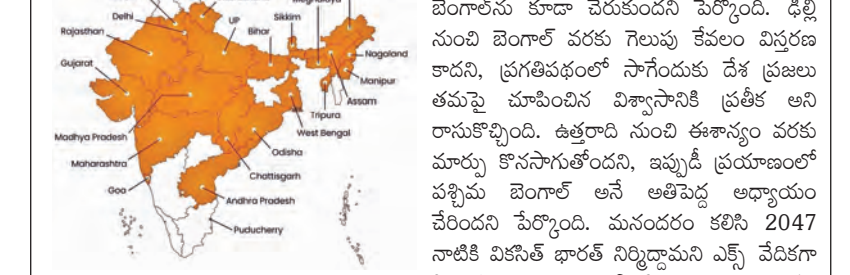 Delhi
Rajasthan
UP
Sikkim
Bihar
Gujarat
Nagaland
Manipur
Assam
Tripura
West Bengal
Madhya Pradesh
Odisha
Maharashtra
Chattisgarh
Goa
Andhra Pradesh
Puducherry
బెంగాల్‌ను కూడా చేరుకుందని పేర్కొంది. ఢిల్లీ
నుంచి బెంగాల్ వరకు గెలుపు కేవలం విస్తరణ
కాదని, ప్రగతిపథంలో సాగేందుకు దేశ ప్రజలు
తమపై చూపించిన విశ్వాసానికి ప్రతీక అని
రాసుకొచ్చింది. ఉత్తరాది నుంచి ఈశాన్యం వరకు
మార్పు కొనసాగుతోందని, ఇప్పుడీ ప్రయాణంలో
పశ్చిమ బెంగాల్ అనే అతిపెద్ద అధ్యాయం
చేరిందని పేర్కొంది. మనందరం కలిసి 2047
నాటికి వికసిత్ భారత్ నిర్మిద్దామని ఎక్స్ వేదికగా